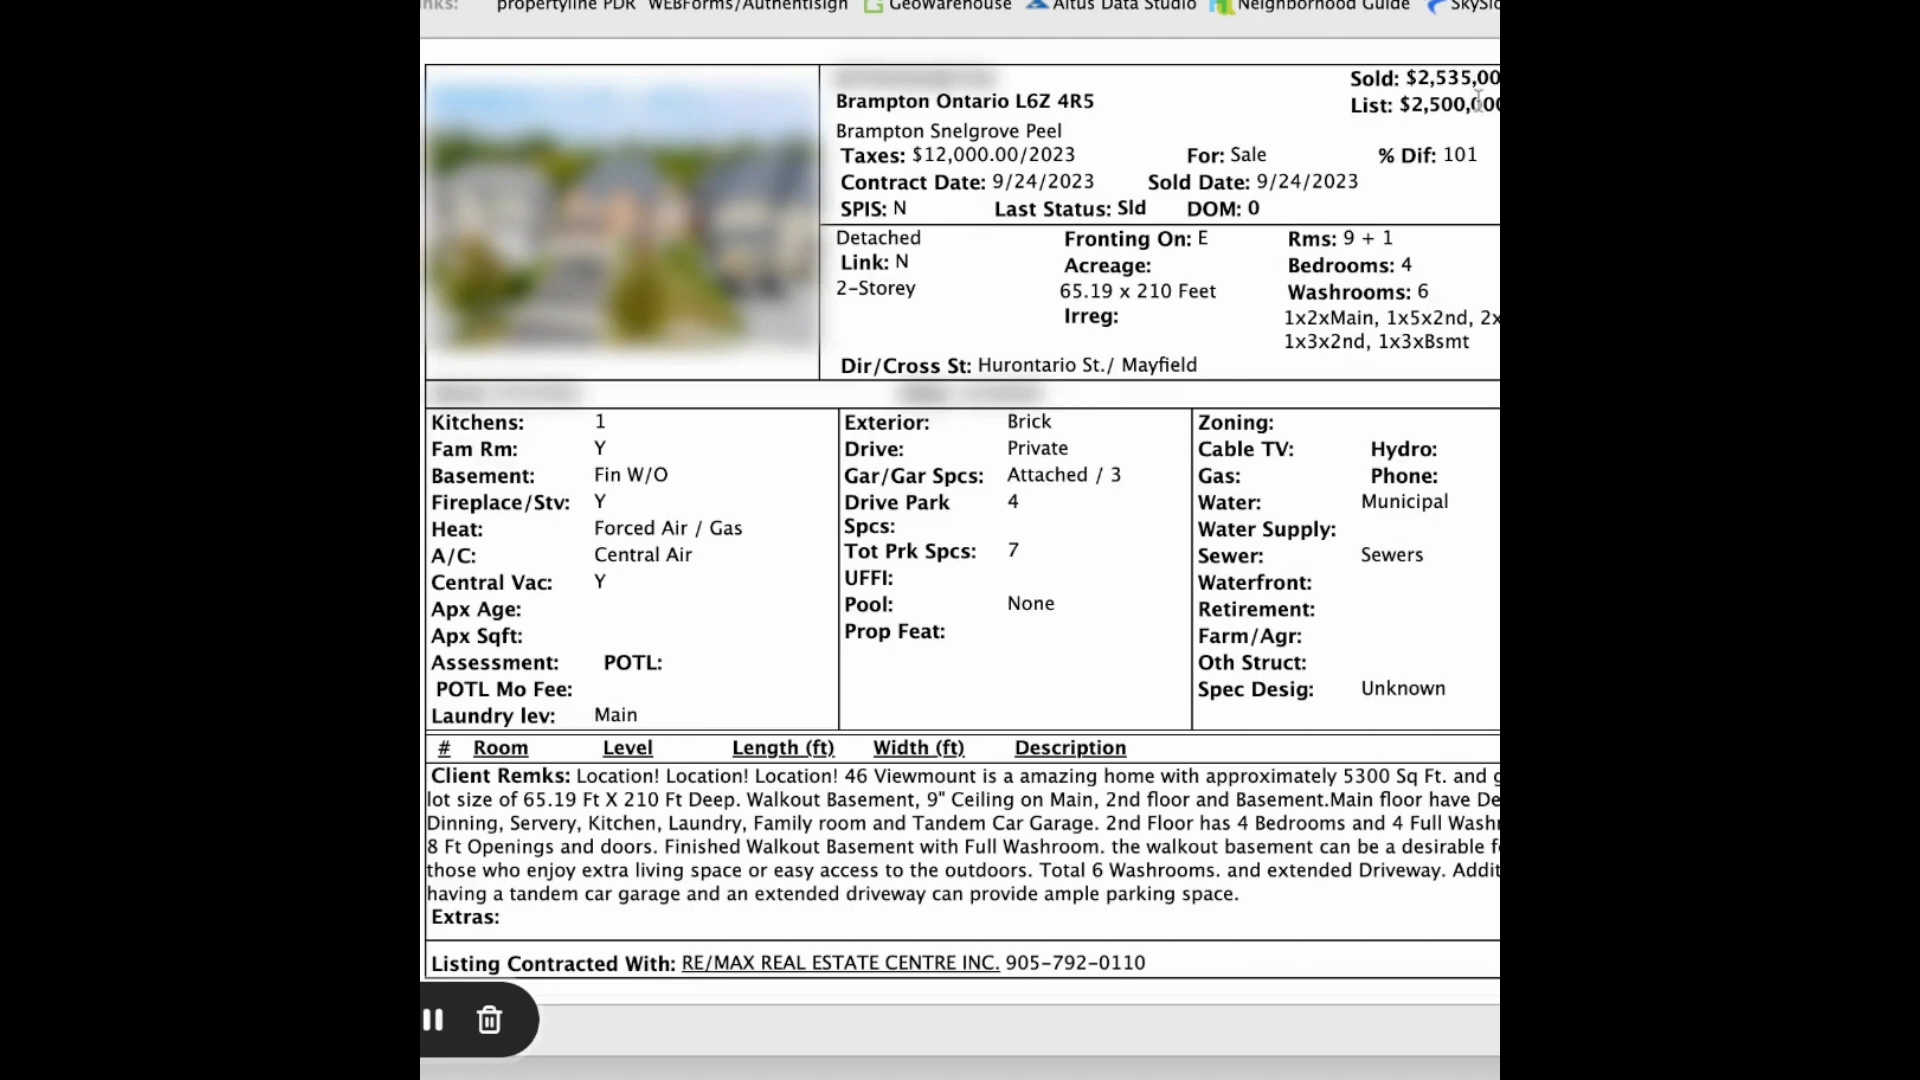 nks: propertyline PDR WEBForms/Authentisign GeoWarehouse Altus Data Studio Neighborhood Guide SkySlo
Sold: $2,535,00
Brampton Ontario L6Z 4R5
List: $2,500,000
Brampton Snelgrove Peel
Taxes: $12,000.00/2023 For: Sale % Dif: 101
Contract Date: 9/24/2023 Sold Date: 9/24/2023
SPIS: N Last Status: Sld DOM: 0
Detached Fronting On: E Rms: 9 + 1
Link: N Acreage: Bedrooms: 4
2-Storey 65.19 x 210 Feet Washrooms: 6
Irreg: 1x2xMain, 1x5x2nd, 2x
1x3x2nd, 1x3xBsmt
Dir/Cross St: Hurontario St./ Mayfield
Kitchens: 1 Exterior: Brick Zoning:
Fam Rm: Y Drive: Private Cable TV: Hydro:
Basement: Fin W/O Gar/Gar Spcs: Attached / 3 Gas: Phone:
Fireplace/Stv: Y Drive Park 4 Water: Municipal
Heat: Forced Air / Gas Spcs: Water Supply:
A/C: Central Air Tot Prk Spcs: 7 Sewer: Sewers
Central Vac: Y UFFI: Waterfront:
Apx Age: Pool: None Retirement:
Apx Sqft: Prop Feat: Farm/Agr:
Assessment: POTL: Oth Struct:
POTL Mo Fee: Spec Desig: Unknown
Laundry lev: Main
# Room Level Length (ft) Width (ft) Description
Client Remks: Location! Location! Location! 46 Viewmount is a amazing home with approximately 5300 Sq Ft. and g
lot size of 65.19 Ft X 210 Ft Deep. Walkout Basement, 9" Ceiling on Main, 2nd floor and Basement.Main floor have De
Dinning, Servery, Kitchen, Laundry, Family room and Tandem Car Garage. 2nd Floor has 4 Bedrooms and 4 Full Washr
8 Ft Openings and doors. Finished Walkout Basement with Full Washroom. the walkout basement can be a desirable f
those who enjoy extra living space or easy access to the outdoors. Total 6 Washrooms. and extended Driveway. Addit
having a tandem car garage and an extended driveway can provide ample parking space.
Extras:
Listing Contracted With: RE/MAX REAL ESTATE CENTRE INC. 905-792-0110